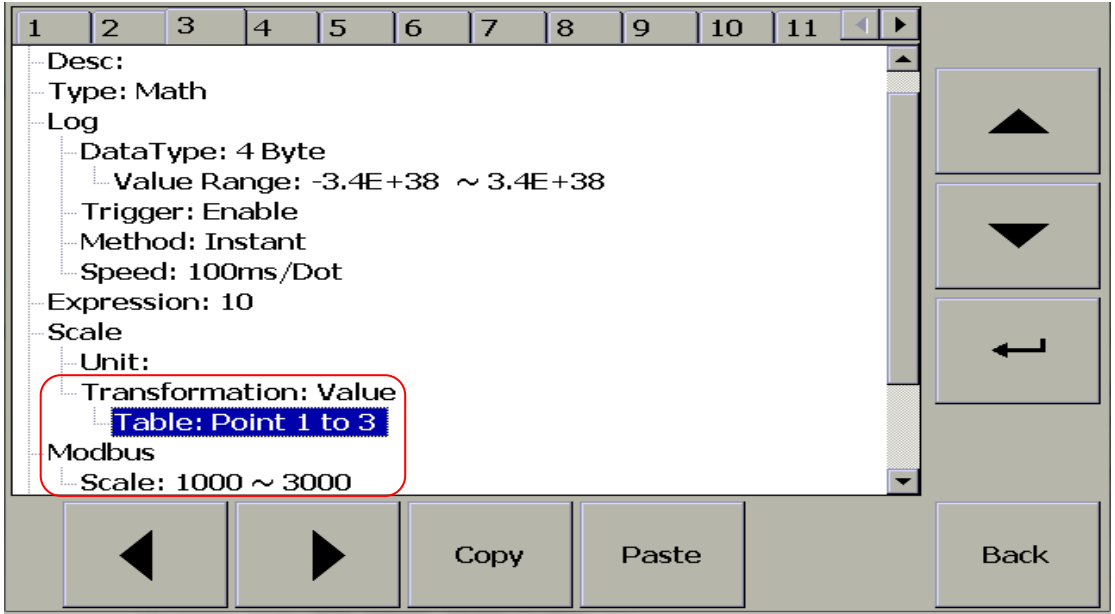 1 2 3 4 5 6 7 8 9 10 11
Desc:
Type: Math
Log
DataType: 4 Byte
Value Range: -3.4E+38 ~ 3.4E+38
Trigger: Enable
Method: Instant
Speed: 100ms/Dot
Expression: 10
Scale
Unit:
Transformation: Value
Table: Point 1 to 3
Modbus
Scale: 1000 ~ 3000
Copy Paste Back